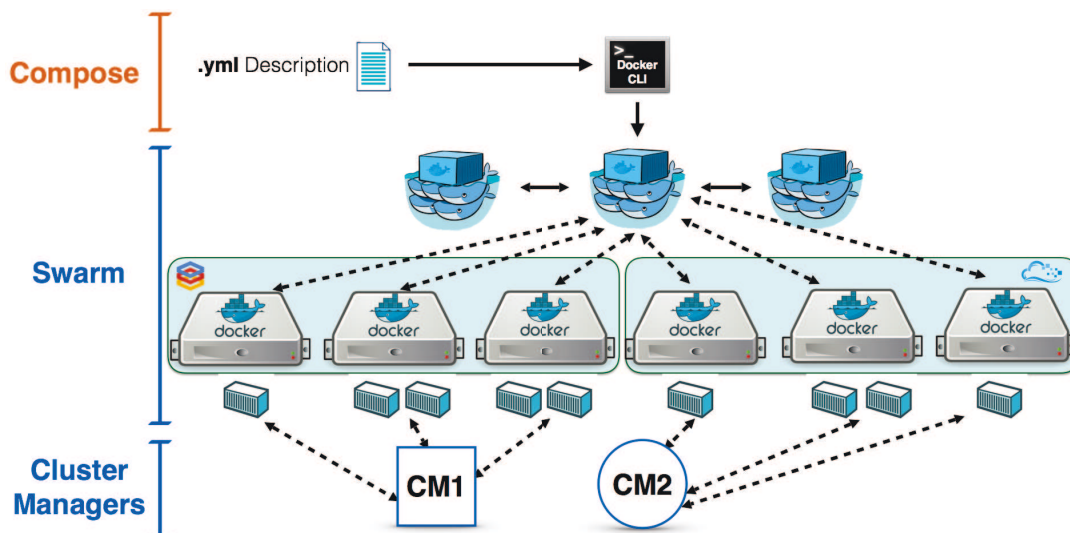 Compose
.yml Description
>_
Docker
CLI
Swarm
docker
docker
docker
docker
docker
docker
Cluster
Managers
CM1
CM2